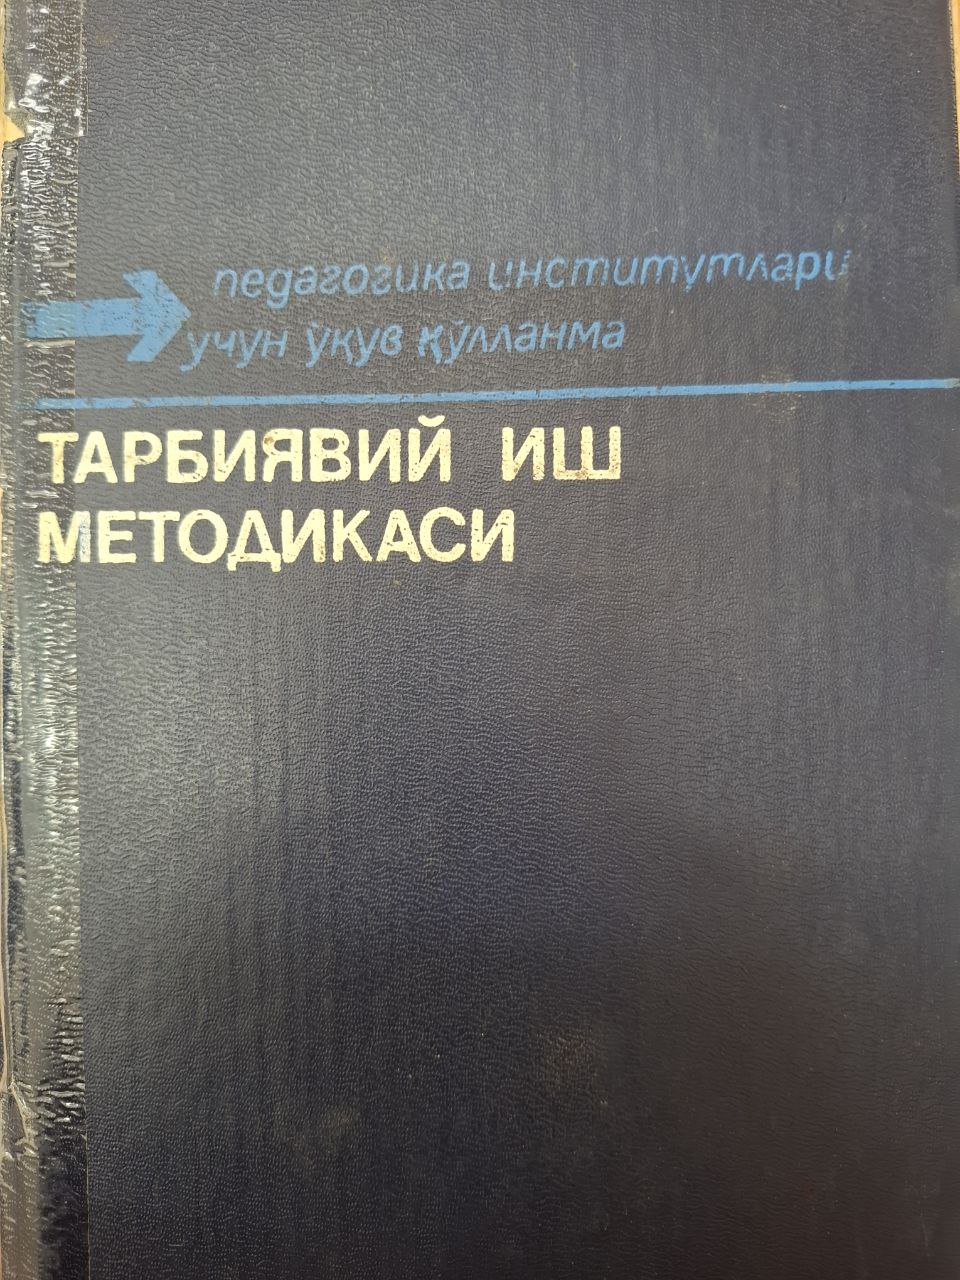 педагогика институтлари
учун ўқув қўлланма
ТАРБИЯВИЙ ИШ
МЕТОДИКАСИ